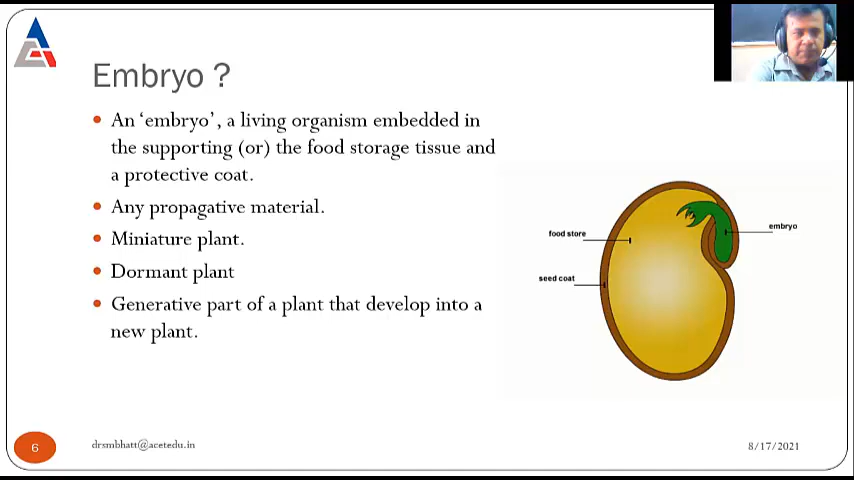 Embryo ?
• An ‘embryo’, a living organism embedded in
the supporting (or) the food storage tissue and
a protective coat.
• Any propagative material.
• Miniature plant.
• Dormant plant
• Generative part of a plant that develop into a
new plant.
food store
embryo
seed coat
6
drsmbhatt@acetedu.in
8/17/2021